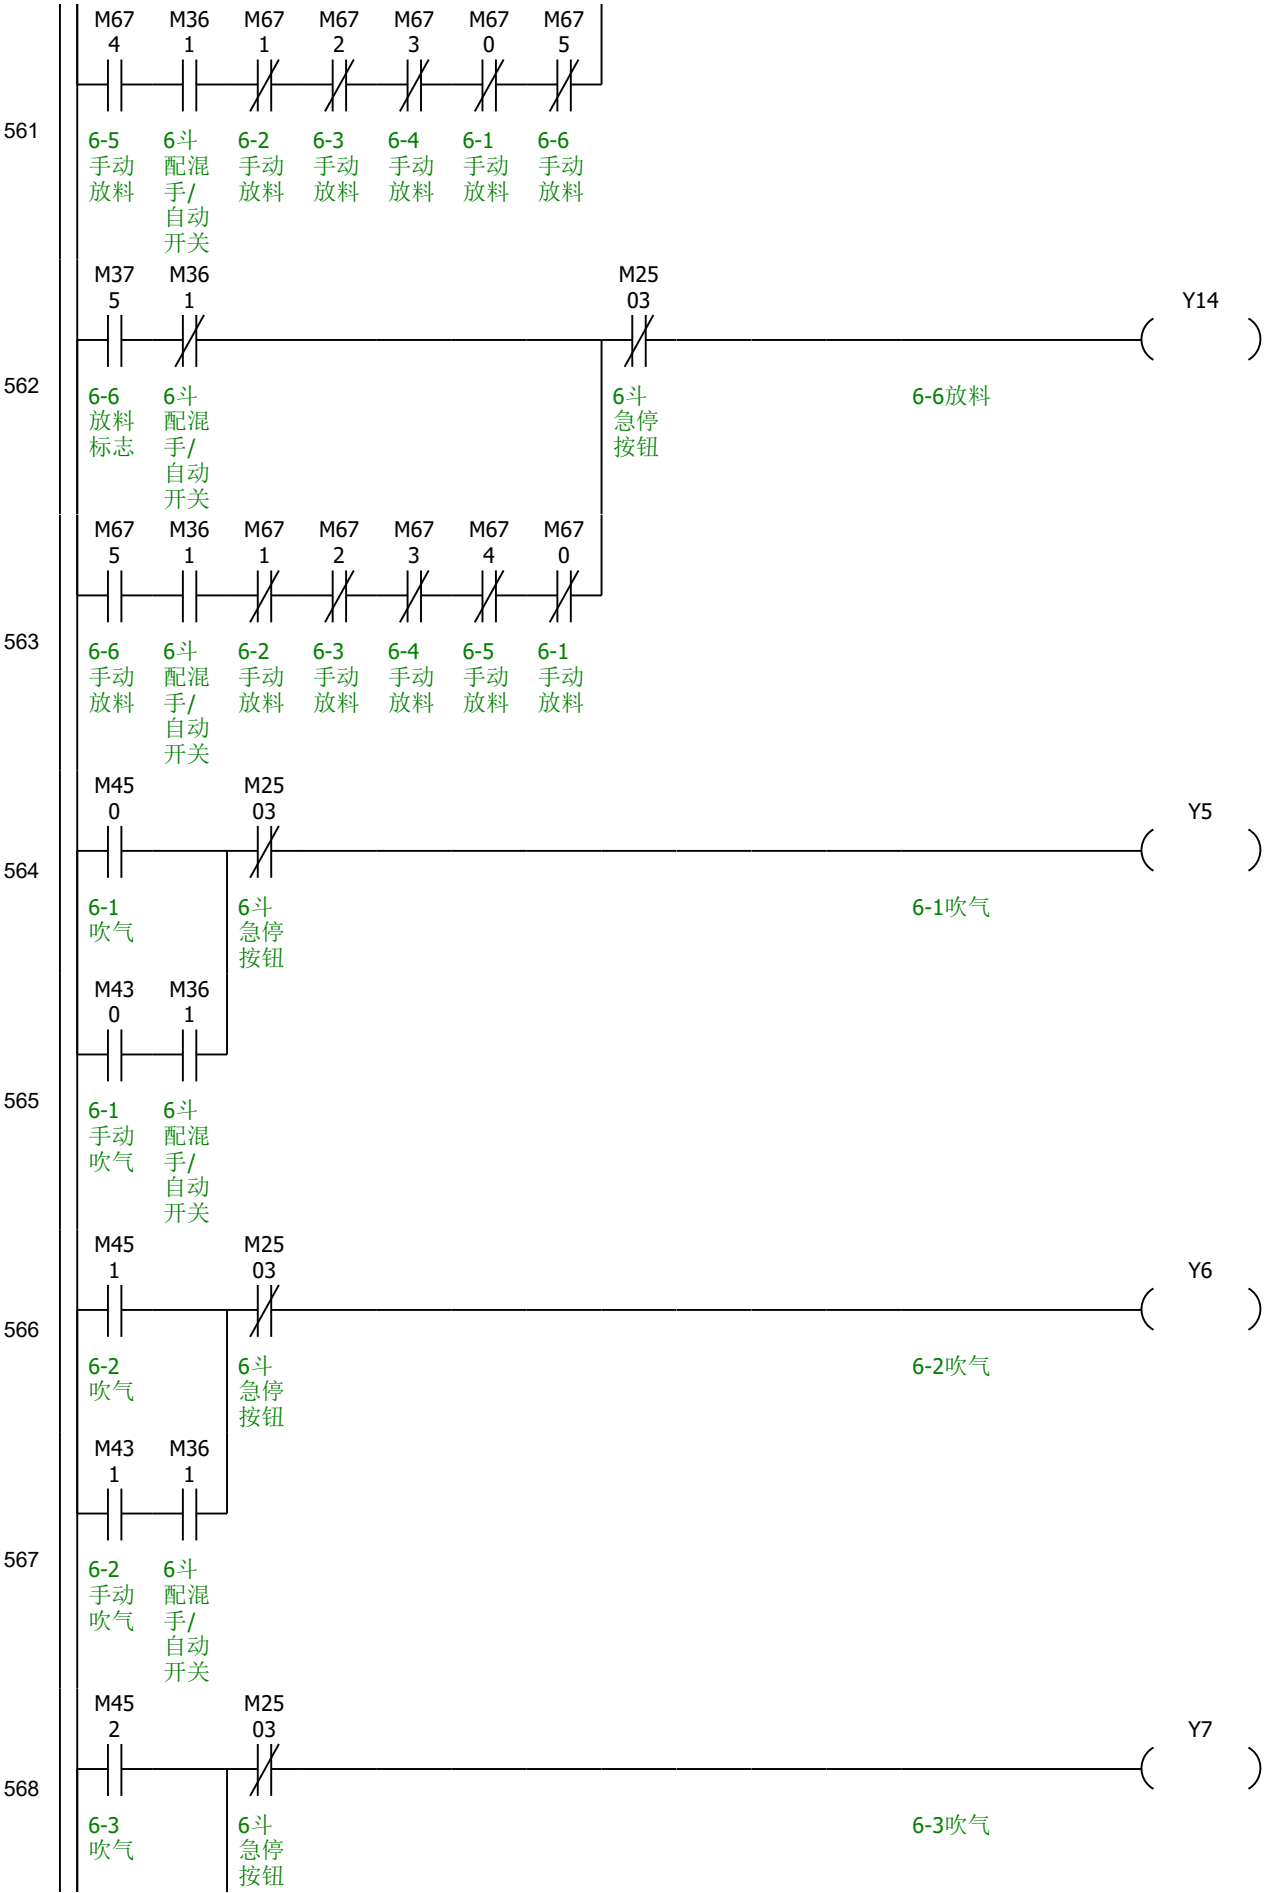 M67 M36 M67 M67 M67 M67 M67
4 1 1 2 3 0 5
561
6-5 6斗 6-2 6-3 6-4 6-1 6-6
手动 配混 手动 手动 手动 手动 手动
放料 手/ 放料 放料 放料 放料 放料
自动
开关
M37 M36 M25
5 1 03 Y14
562
6-6 6斗 6斗 6-6放料
放料 配混 急停
标志 手/ 按钮
自动
开关
M67 M36 M67 M67 M67 M67 M67
5 1 1 2 3 4 0
563
6-6 6斗 6-2 6-3 6-4 6-5 6-1
手动 配混 手动 手动 手动 手动 手动
放料 手/ 放料 放料 放料 放料 放料
自动
开关
M45 M25
0 03 Y5
564
6-1 6斗 6-1吹气
吹气 急停
按钮
M43 M36
0 1
565
6-1 6斗
手动 配混
吹气 手/
自动
开关
M45 M25
1 03 Y6
566
6-2 6斗 6-2吹气
吹气 急停
按钮
M43 M36
1 1
567
6-2 6斗
手动 配混
吹气 手/
自动
开关
M45 M25
2 03 Y7
568
6-3 6斗 6-3吹气
吹气 急停
按钮